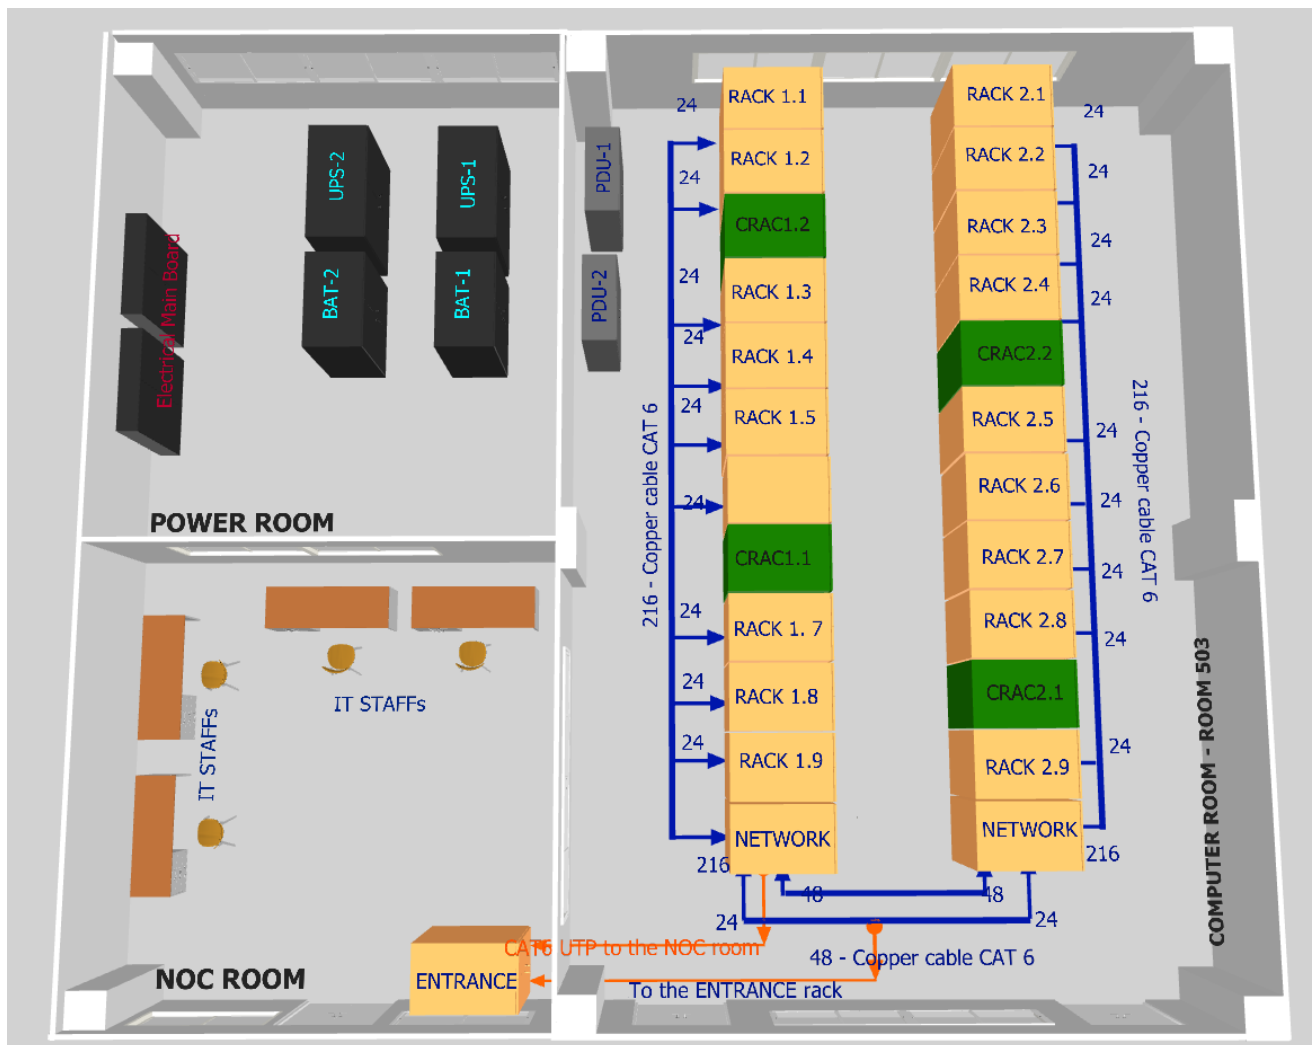 24
RACK 1.1
RACK 2.1
24
UPS-2
UPS-1
PDU-1
RACK 1.2
RACK 2.2
24
24
CRAC1.2
RACK 2.3
24
Electrical Main Board
BAT-2
BAT-1
PDU-2
24
RACK 1.3
RACK 2.4
24
24
RACK 1.4
CRAC2.2
24
RACK 1.5
RACK 2.5
24
216 - Copper cable CAT 6
216 - Copper cable CAT 6
24
RACK 2.6
24
POWER ROOM
CRAC1.1
RACK 2.7
24
24
RACK 1. 7
RACK 2.8
24
IT STAFFs
IT STAFFs
24
RACK 1.8
CRAC2.1
24
RACK 1.9
RACK 2.9
24
COMPUTER ROOM - ROOM 503
NETWORK
NETWORK
216
216
48
48
24
24
CAT6 UTP to the NOC room
48 - Copper cable CAT 6
NOC ROOM
ENTRANCE
To the ENTRANCE rack